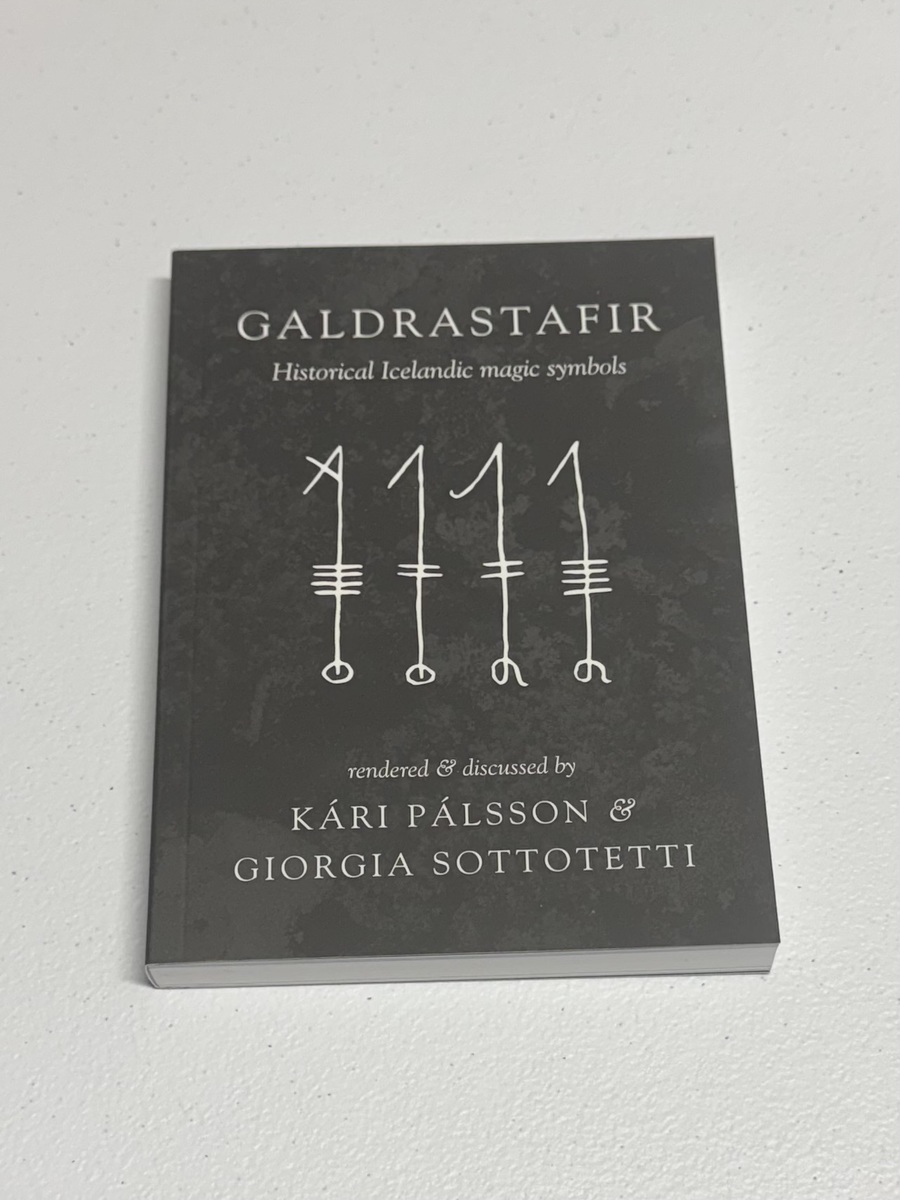 GALDRASTAFIR
Historical Icelandic magic symbols
rendered & discussed by
KÁRI PÁLSSON &
GIORGIA SOTTOTETTI